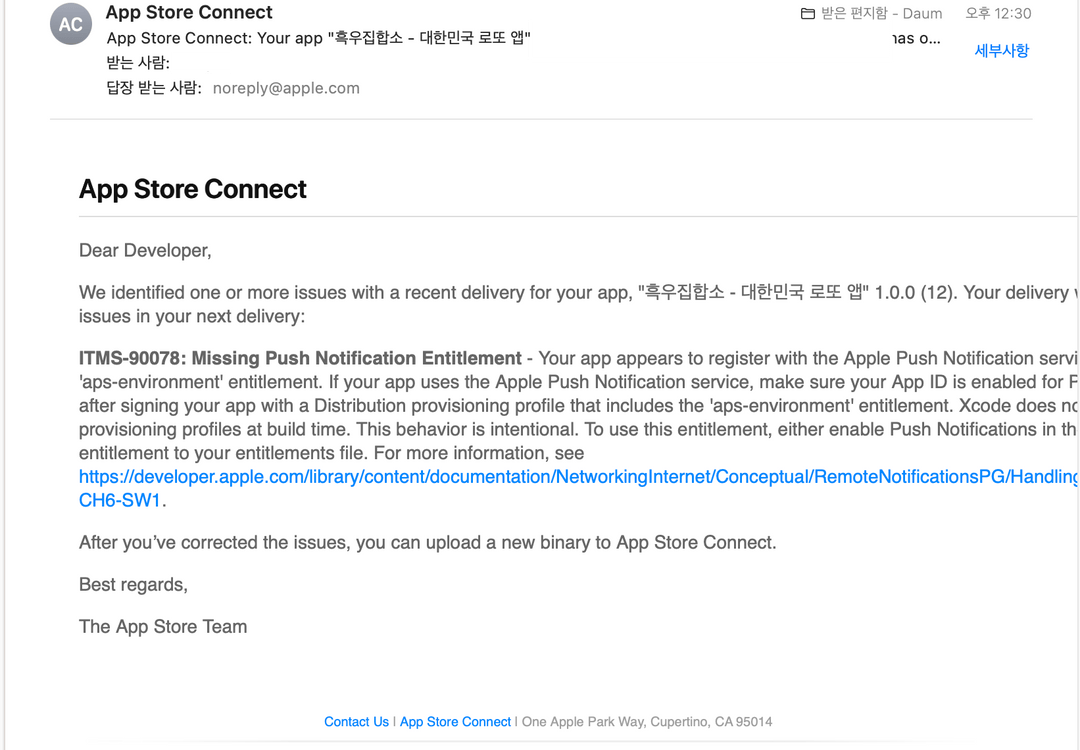 AC
App Store Connect
받은 편지함 - Daum 오후 12:30
App Store Connect: Your app "흑우집합소 - 대한민국 로또 앱" has o...
세부사항
받는 사람:
답장 받는 사람: noreply@apple.com
App Store Connect
Dear Developer,
We identified one or more issues with a recent delivery for your app, "흑우집합소 - 대한민국 로또 앱" 1.0.0 (12). Your delivery
issues in your next delivery:
ITMS-90078: Missing Push Notification Entitlement - Your app appears to register with the Apple Push Notification servi
'aps-environment' entitlement. If your app uses the Apple Push Notification service, make sure your App ID is enabled for P
after signing your app with a Distribution provisioning profile that includes the 'aps-environment' entitlement. Xcode does no
provisioning profiles at build time. This behavior is intentional. To use this entitlement, either enable Push Notifications in th
entitlement to your entitlements file. For more information, see
https://developer.apple.com/library/content/documentation/NetworkingInternet/Conceptual/RemoteNotificationsPG/Handling
CH6-SW1.
After you've corrected the issues, you can upload a new binary to App Store Connect.
Best regards,
The App Store Team
Contact Us | App Store Connect | One Apple Park Way, Cupertino, CA 95014